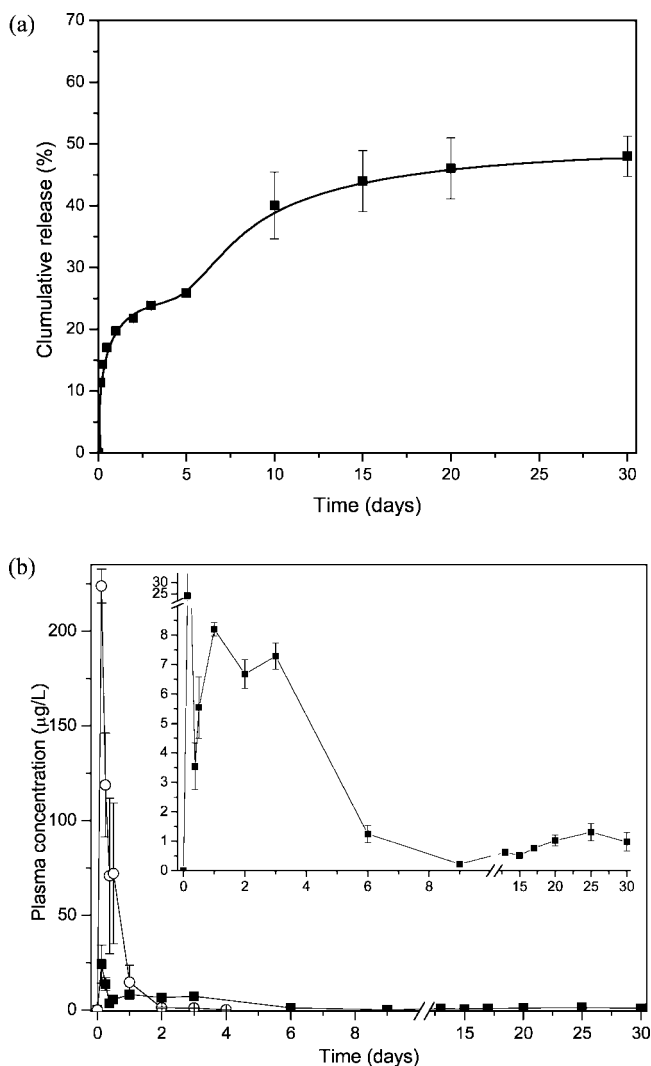 (a)
70
60
50
40
30
20
10
0
Clumulative release (%)
0 5 10 15 20 25 30
Time (days)
(b)
200
150
100
50
0
Plasma concentration (µg/L)
30
25
8
7
6
5
4
3
2
1
0
0 2 4 6 8 15 20 25 30
0 2 4 6 8 15 20 25 30
Time (days)